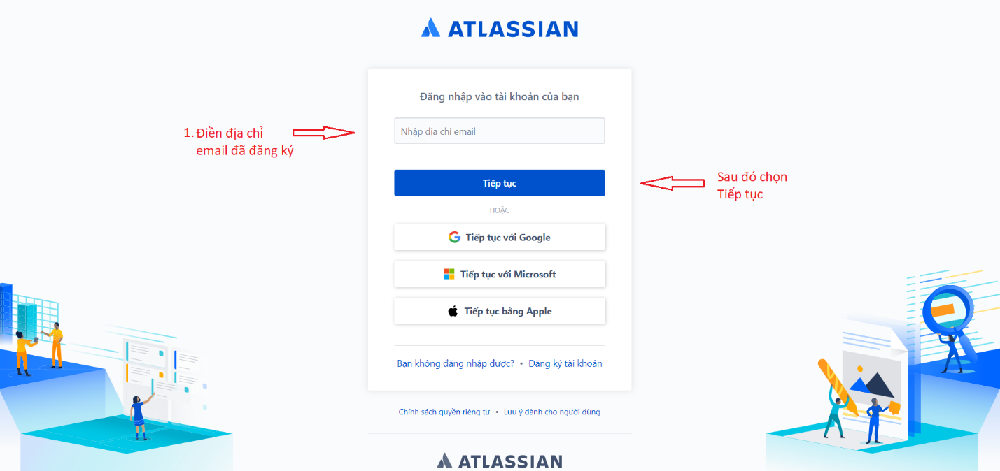 ATLASSIAN
Đăng nhập vào tài khoản của bạn
1. Điền địa chỉ
email đã đăng ký
Nhập địa chỉ email
Tiếp tục
Sau đó chọn
Tiếp tục
HOẶC
Tiếp tục với Google
Tiếp tục với Microsoft
Tiếp tục bằng Apple
Bạn không đăng nhập được? • Đăng ký tài khoản
Chính sách quyền riêng tư • Lưu ý dành cho người dùng
ATLASSIAN